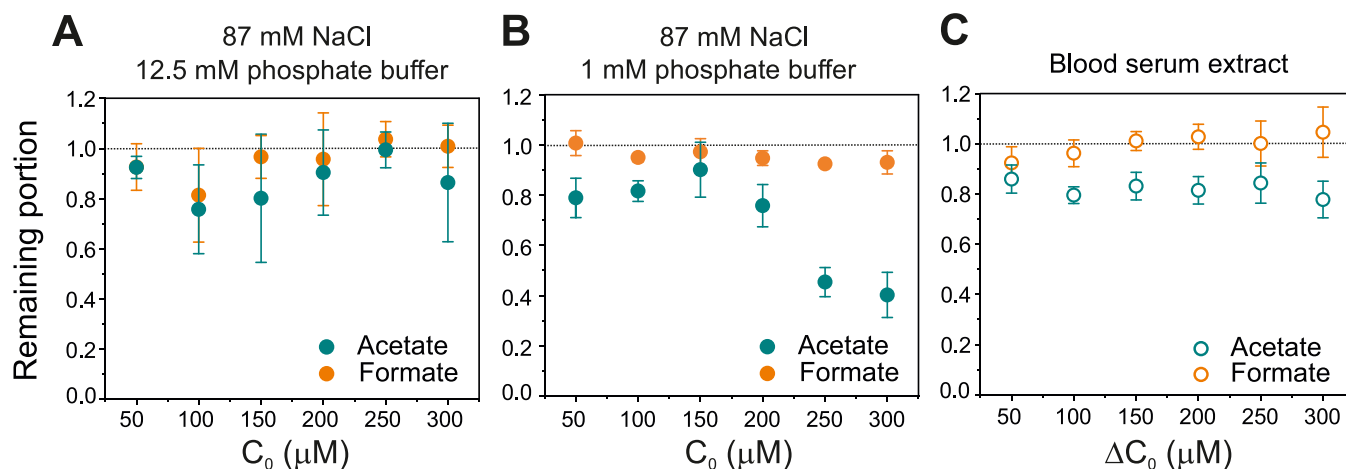 A
87 mM NaCl
12.5 mM phosphate buffer
Remaining portion
1.2
1.0
0.8
0.6
0.4
0.2
0.0
Acetate
Formate
50 100 150 200 250 300
C₀ (μM)
B
87 mM NaCl
1 mM phosphate buffer
1.2
1.0
0.8
0.6
0.4
0.2
0.0
Acetate
Formate
50 100 150 200 250 300
C₀ (μM)
C
Blood serum extract
1.2
1.0
0.8
0.6
0.4
0.2
0.0
Acetate
Formate
50 100 150 200 250 300
ΔC₀ (μM)